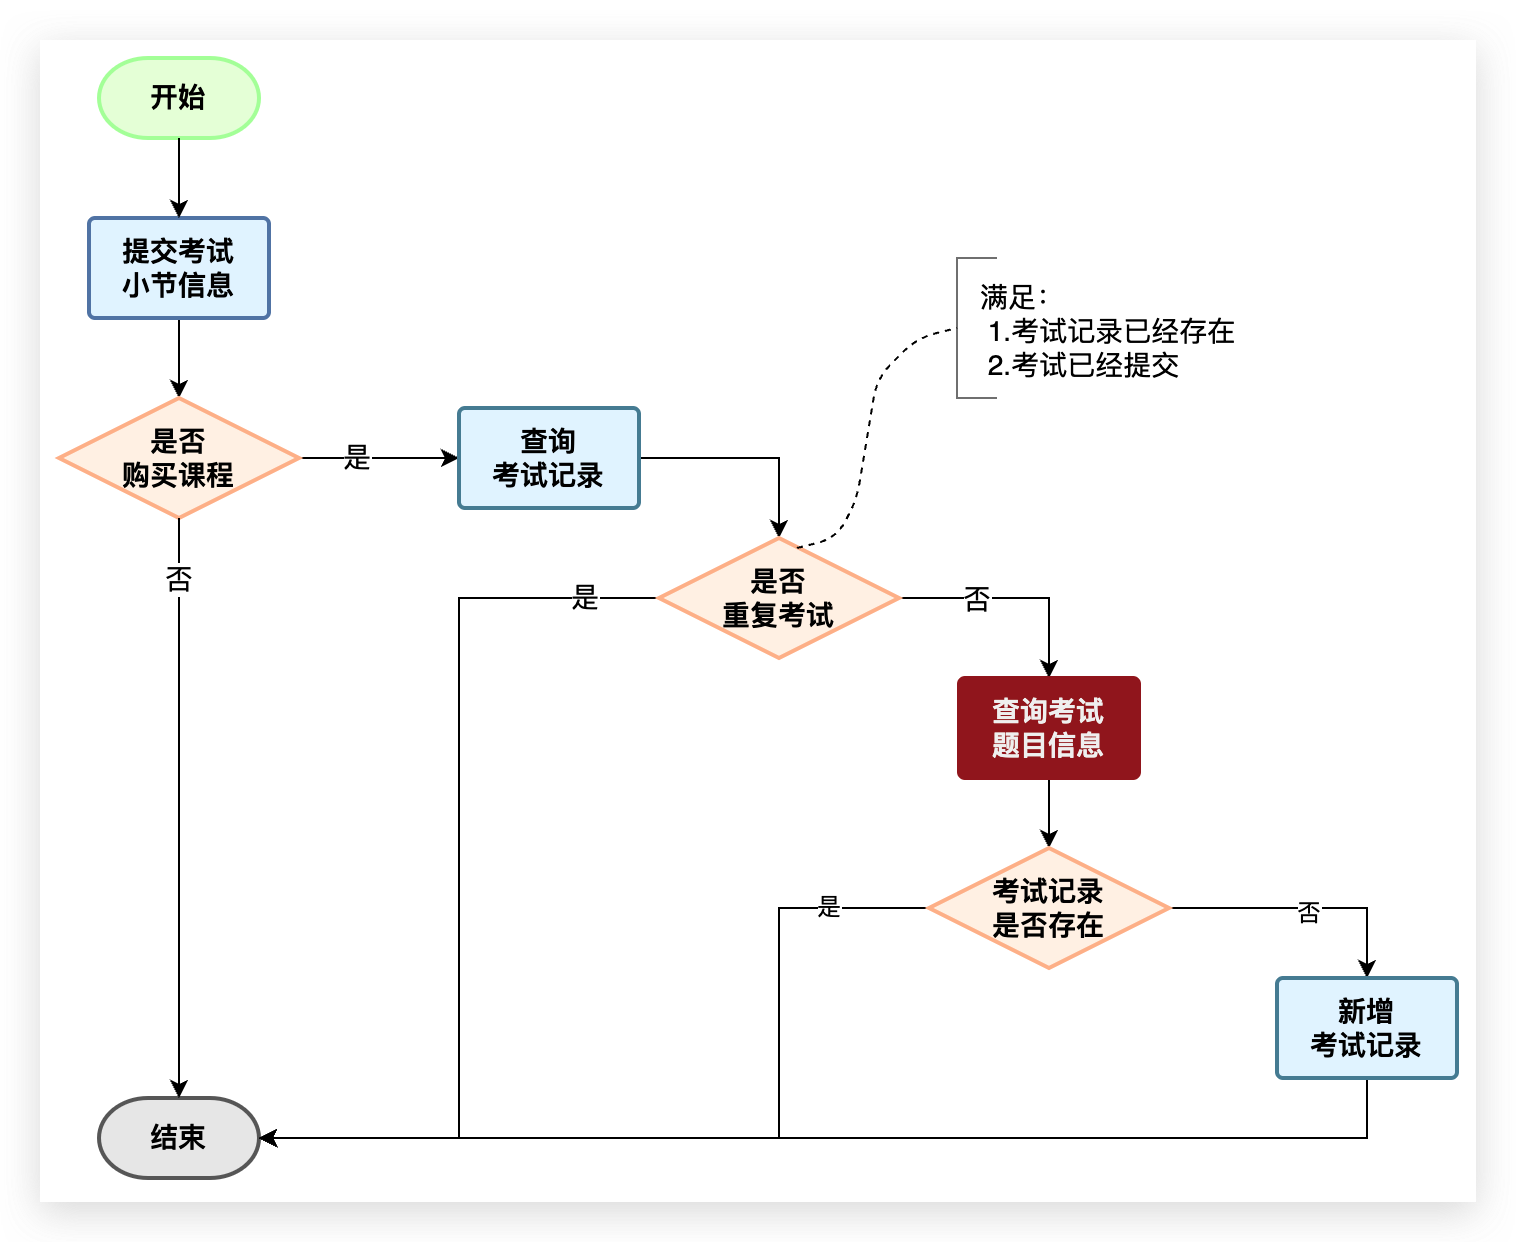 开始
提交考试
小节信息
是否
购买课程
是
查询
考试记录
满足：
1.考试记录已经存在
2.考试已经提交
否
是
是否
重复考试
否
查询考试
题目信息
是
考试记录
是否存在
否
新增
考试记录
结束